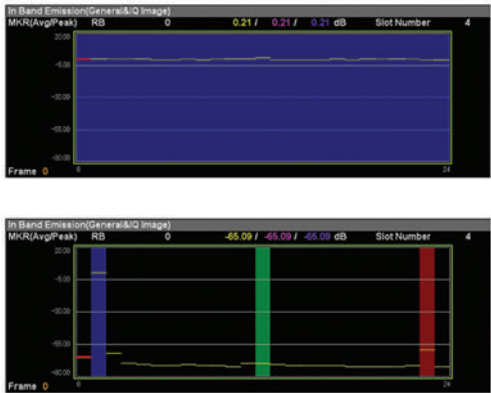 In Band Emission(General&IQ Image)
MKR(Avg/Peak) RB 0 0.21 / 0.21 / 0.21 dB Slot Number 4
20.00
-5.00
-30.00
-55.00
-80.00
Frame 0 0 24
In Band Emission(General&IQ Image)
MKR(Avg/Peak) RB 0 -65.09 / -65.09 / -65.09 dB Slot Number 4
20.00
-5.00
-30.00
-55.00
-80.00
Frame 0 0 24